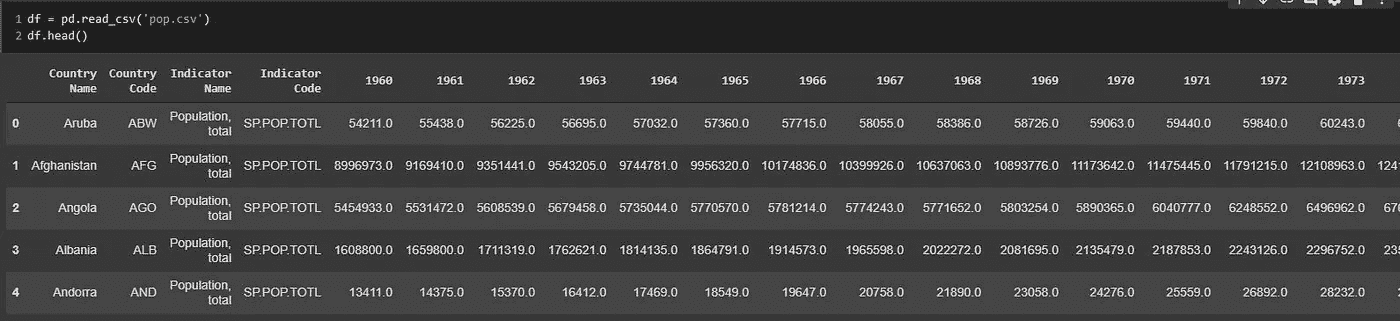 1 df = pd.read_csv('pop.csv')
2 df.head()
Country Name Country Code Indicator Name Indicator Code 1960 1961 1962 1963 1964 1965 1966 1967 1968 1969 1970 1971 1972 1973
0 Aruba ABW Population, total SP.POP.TOTL 54211.0 55438.0 56225.0 56695.0 57032.0 57360.0 57715.0 58055.0 58386.0 58726.0 59063.0 59440.0 59840.0 60243.0
1 Afghanistan AFG Population, total SP.POP.TOTL 8996973.0 9169410.0 9351441.0 9543205.0 9744781.0 9956320.0 10174836.0 10399926.0 10637063.0 10893776.0 11173642.0 11475445.0 11791215.0 12108963.0
2 Angola AGO Population, total SP.POP.TOTL 5454933.0 5531472.0 5608539.0 5679458.0 5735044.0 5770570.0 5781214.0 5774243.0 5771652.0 5803254.0 5890365.0 6040777.0 6248552.0 6496962.0
3 Albania ALB Population, total SP.POP.TOTL 1608800.0 1659800.0 1711319.0 1762621.0 1814135.0 1864791.0 1914573.0 1965598.0 2022272.0 2081695.0 2135479.0 2187853.0 2243126.0 2296752.0
4 Andorra AND Population, total SP.POP.TOTL 13411.0 14375.0 15370.0 16412.0 17469.0 18549.0 19647.0 20758.0 21890.0 23058.0 24276.0 25559.0 26892.0 28232.0